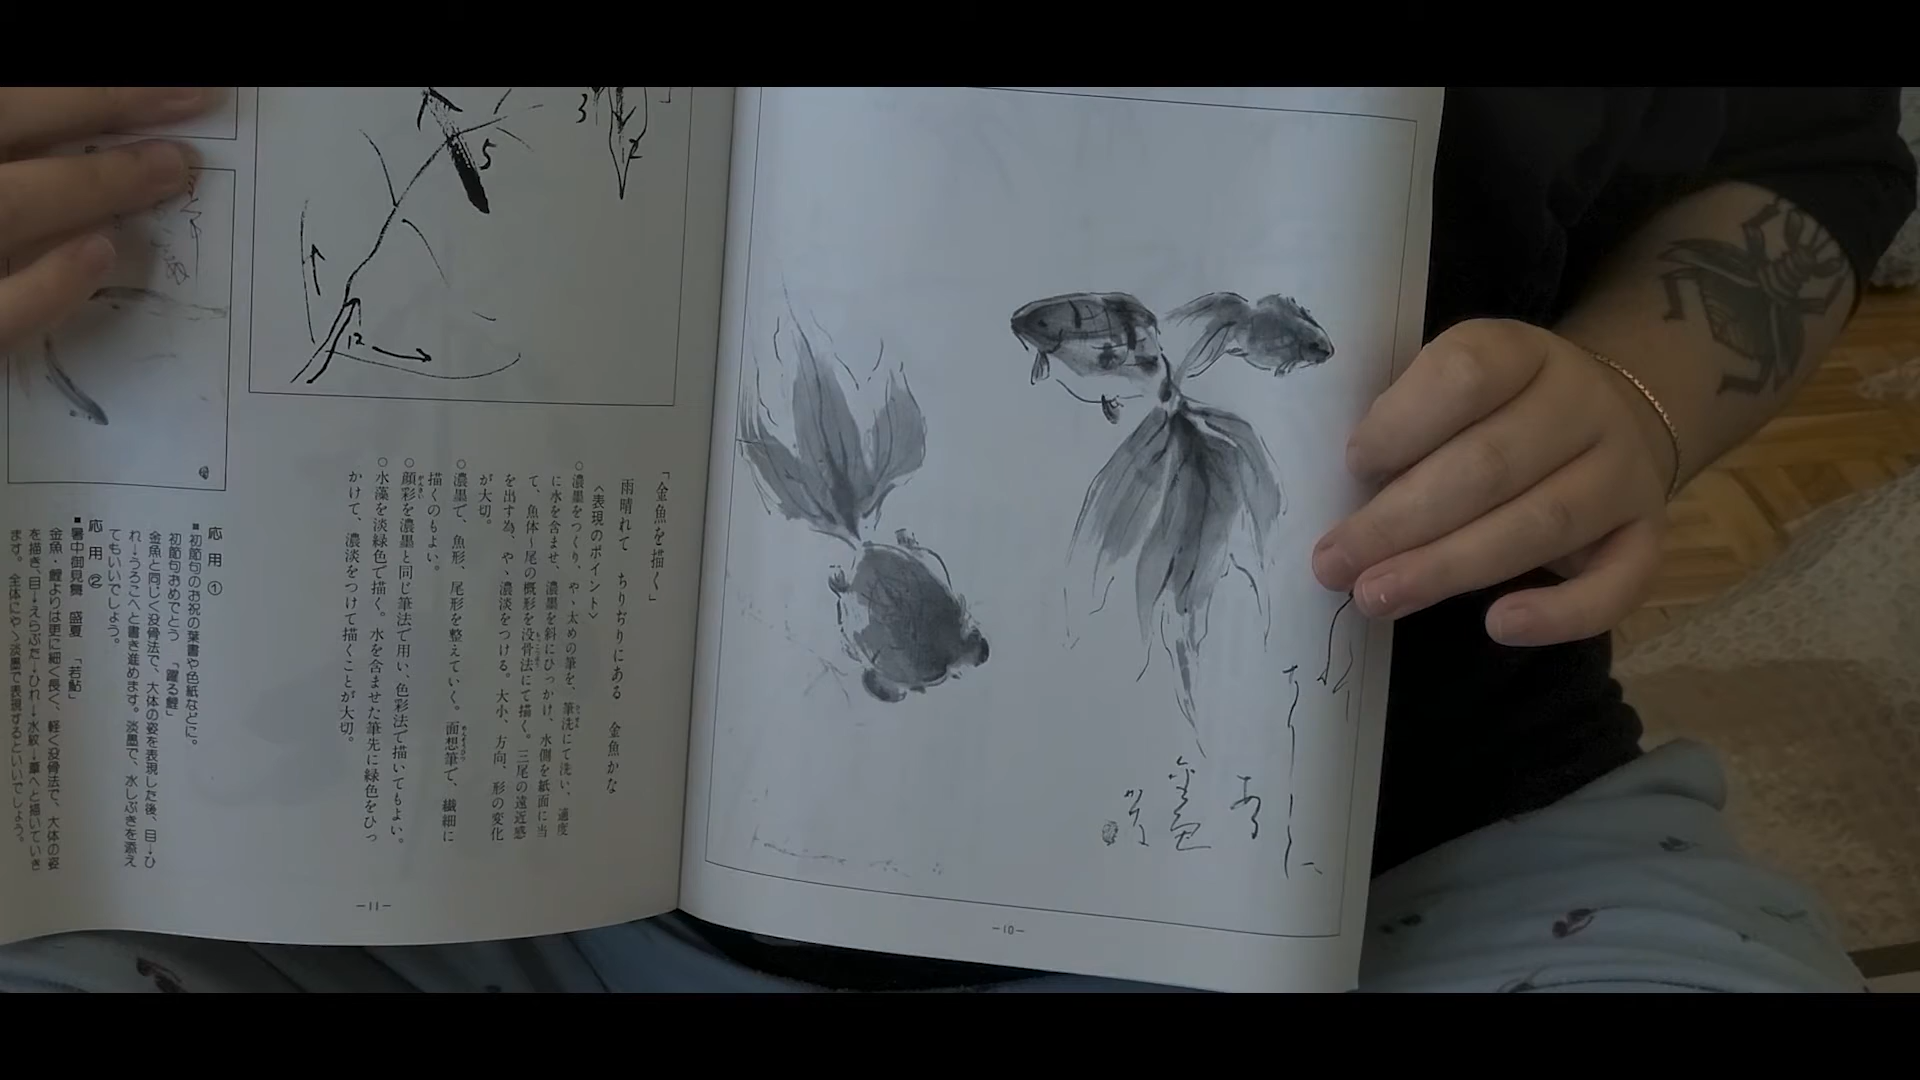 ちりしに
ある
金魚
かな
—10—
3
2
5
12
「金魚を描く」
雨晴れて ちりぢりにある 金魚かな
〈表現のポイント〉
○濃墨をつくり、やゝ太めの筆を、筆洗にて洗い、適度
に水を含ませ、濃墨を斜にひっかけ、水側を紙面に当
て、魚体〜尾の概形を没骨法にて描く。三尾の遠近感
を出す為、やゝ濃淡をつける。大小、方向、形の変化
が大切。
○濃墨で、魚形、尾形を整えていく。面想筆で、繊細に
描くのもよい。
○顔彩を濃墨と同じ筆法で用い、色彩法で描いてもよい。
○水藻を淡緑色で描く。水を含ませた筆先に緑色をひっ
かけて、濃淡をつけて描くことが大切。
—11—
応用①
■初節句のお祝の葉書や色紙などに。
初節句おめでとう 「躍る鯉」
金魚と同じく没骨法で、大体の姿を表現した後、目→ひ
れ→うろこへと書き進めます。淡墨で、水しぶきを添え
てもいいでしょう。
応用②
■暑中御見舞 盛夏 「若鮎」
金魚・鯉よりは更に細く長く、軽く没骨法で、大体の姿
を描き、目→えらぶた→ひれ→水紋→藁へと描いていき
ます。全体にやゝ淡墨で表現するといいでしょう。